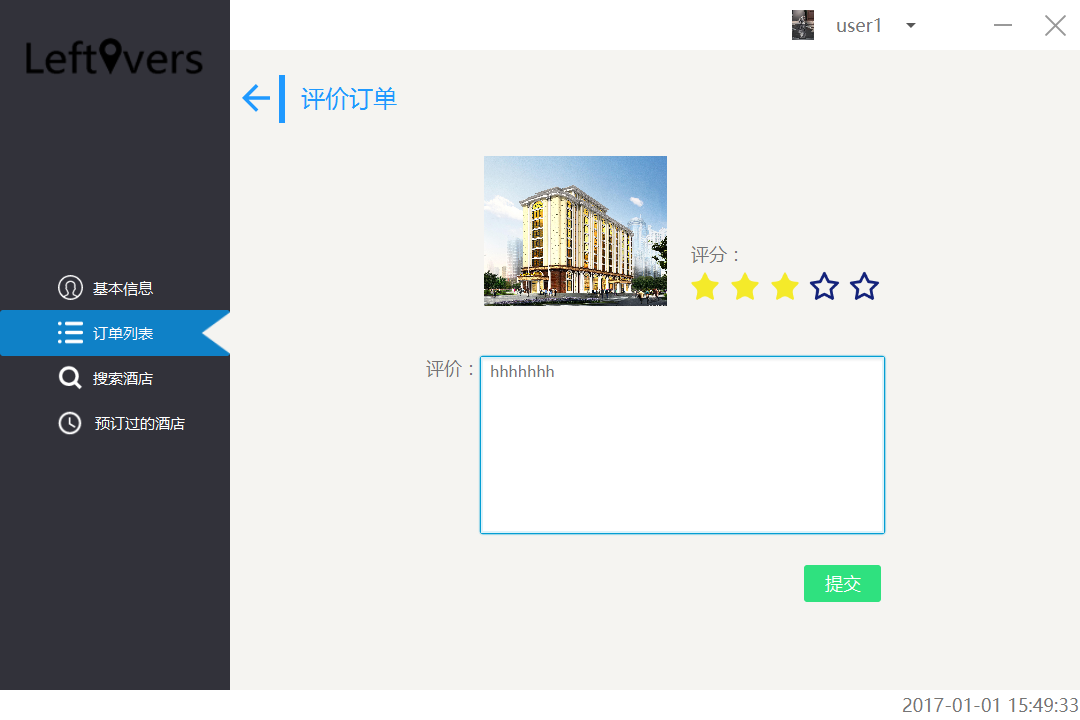 Leftovers
user1
评价订单
评分：
基本信息
订单列表
搜索酒店
预订过的酒店
评价：
hhhhhhh
提交
2017-01-01 15:49:33